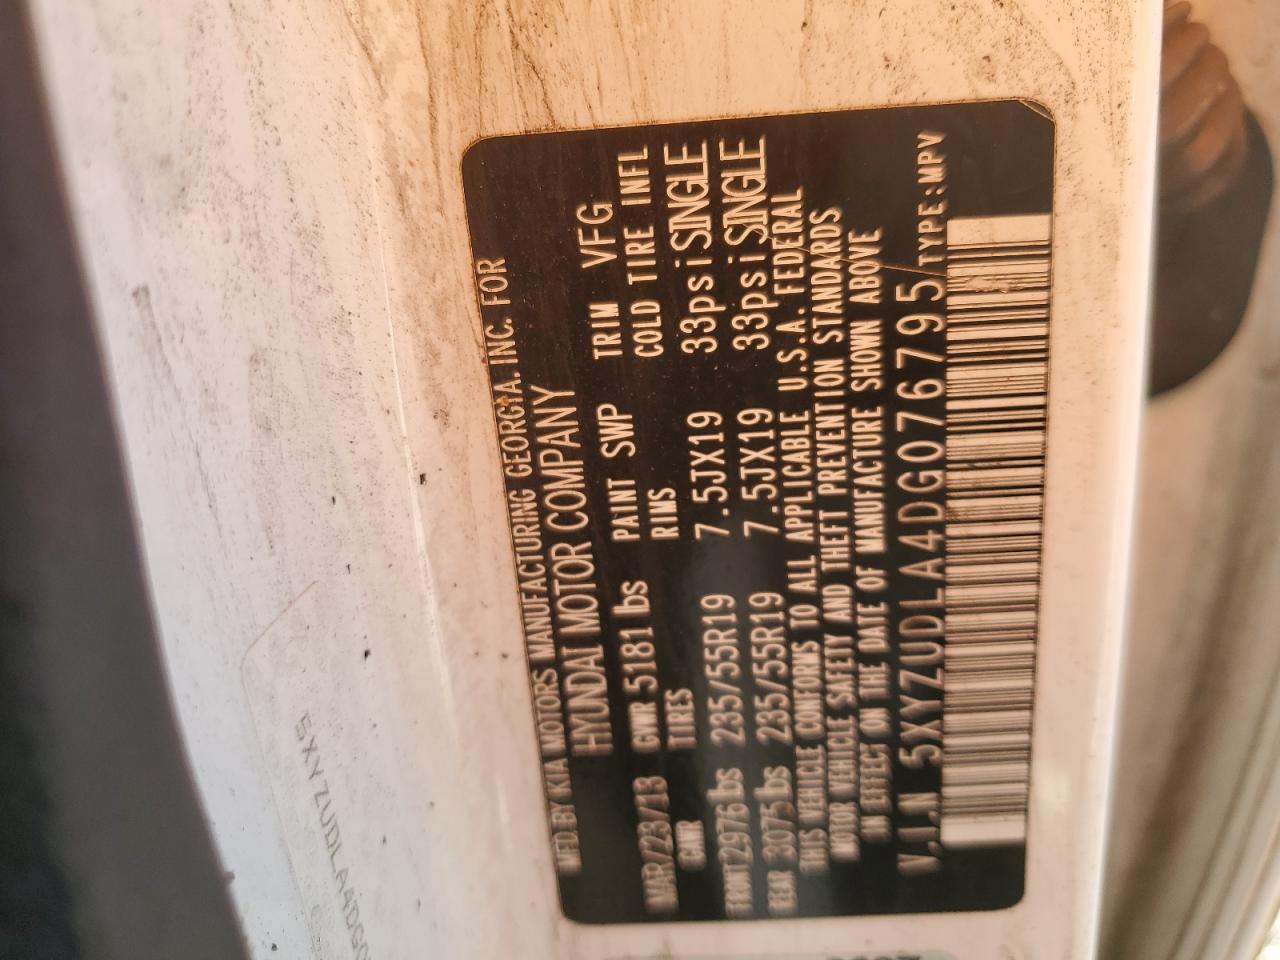 MFD.BY KIA MOTORS MANUFACTURING GEORGIA. INC. FOR
HYUNDAI MOTOR COMPANY
MAR/23/13 GVWR 5181 lbs PAINT SWP TRIM VFG
GAWR TIRES RIMS COLD TIRE INFL
FRONT 2976 lbs 235/55R19 7.5JX19 33psi SINGLE
REAR 3075 lbs 235/55R19 7.5JX19 33psi SINGLE
THIS VEHICLE CONFORMS TO ALL APPLICABLE U.S.A. FEDERAL
MOTOR VEHICLE SAFETY AND THEFT PREVENTION STANDARDS
IN EFFECT ON THE DATE OF MANUFACTURE SHOWN ABOVE
V.I.N 5XYZUDLA4DG076795 TYPE:MPV
5XYZUDLA4DG0